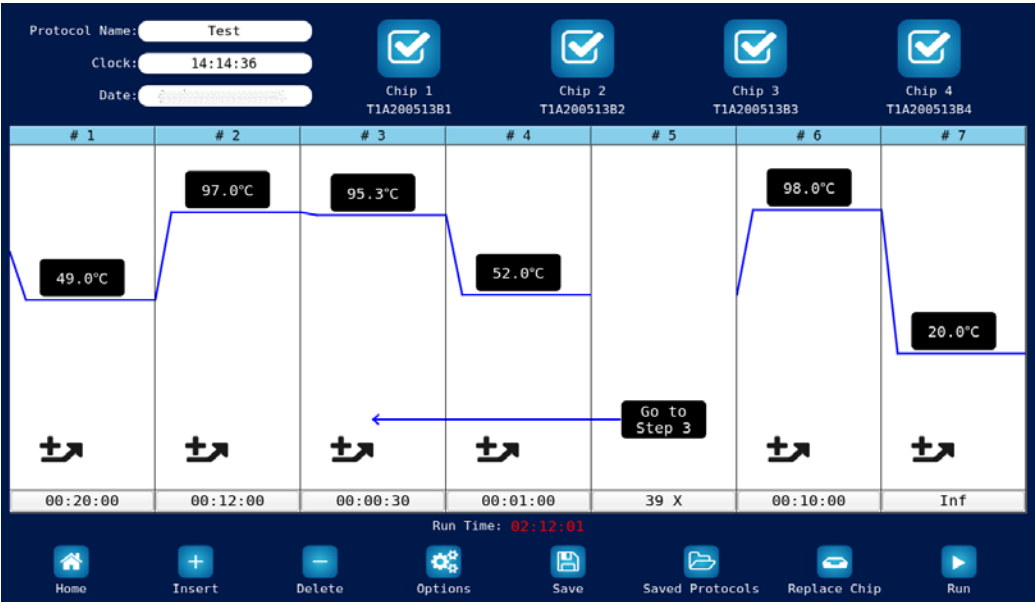 Protocol Name: Test
Clock: 14:14:36
Date:
Chip 1
T1A200513B1
Chip 2
T1A200513B2
Chip 3
T1A200513B3
Chip 4
T1A200513B4
# 1 # 2 # 3 # 4 # 5 # 6 # 7
49.0℃
97.0℃
95.3℃
52.0℃
Go to
Step 3
98.0℃
20.0℃
00:20:00 00:12:00 00:00:30 00:01:00 39 X 00:10:00 Inf
Run Time: 02:12:01
Home Insert Delete Options Save Saved Protocols Replace Chip Run